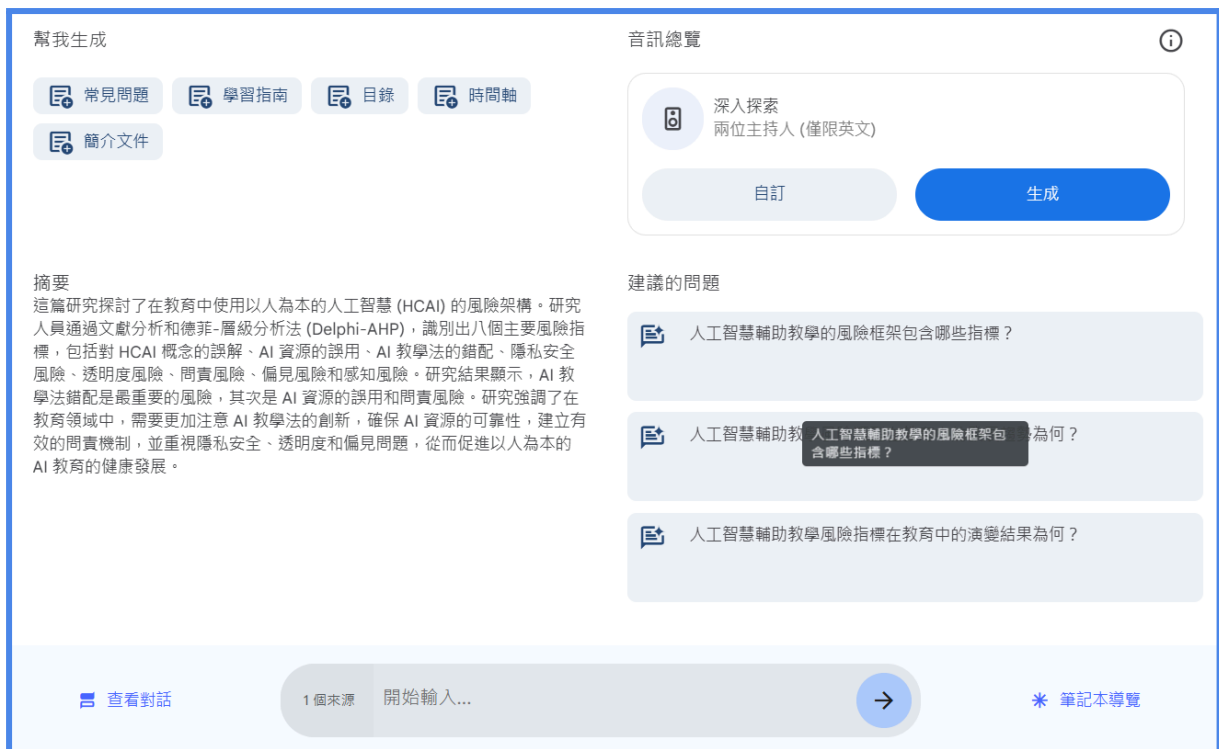 幫我生成
常見問題
學習指南
目錄
時間軸
簡介文件
音訊總覽
深入探索
兩位主持人 (僅限英文)
自訂
生成
摘要
這篇研究探討了在教育中使用以人為本的人工智慧 (HCAI) 的風險架構。研究
人員通過文獻分析和德菲-層級分析法 (Delphi-AHP)，識別出八個主要風險指
標，包括對 HCAI 概念的誤解、AI 資源的誤用、AI 教學法的錯配、隱私安全
風險、透明度風險、問責風險、偏見風險和感知風險。研究結果顯示，AI 教
學法錯配是最重要的風險，其次是 AI 資源的誤用和問責風險。研究強調了在
教育領域中，需要更加注意 AI 教學法的創新，確保 AI 資源的可靠性，建立有
效的問責機制，並重視隱私安全、透明度和偏見問題，從而促進以人為本的
AI 教育的健康發展。
建議的問題
人工智慧輔助教學的風險框架包含哪些指標？
人工智慧輔助教
為何？
人工智慧輔助教學的風險框架包
含哪些指標？
人工智慧輔助教學風險指標在教育中的演變結果為何？
查看對話
1 個來源
開始輸入...
筆記本導覽